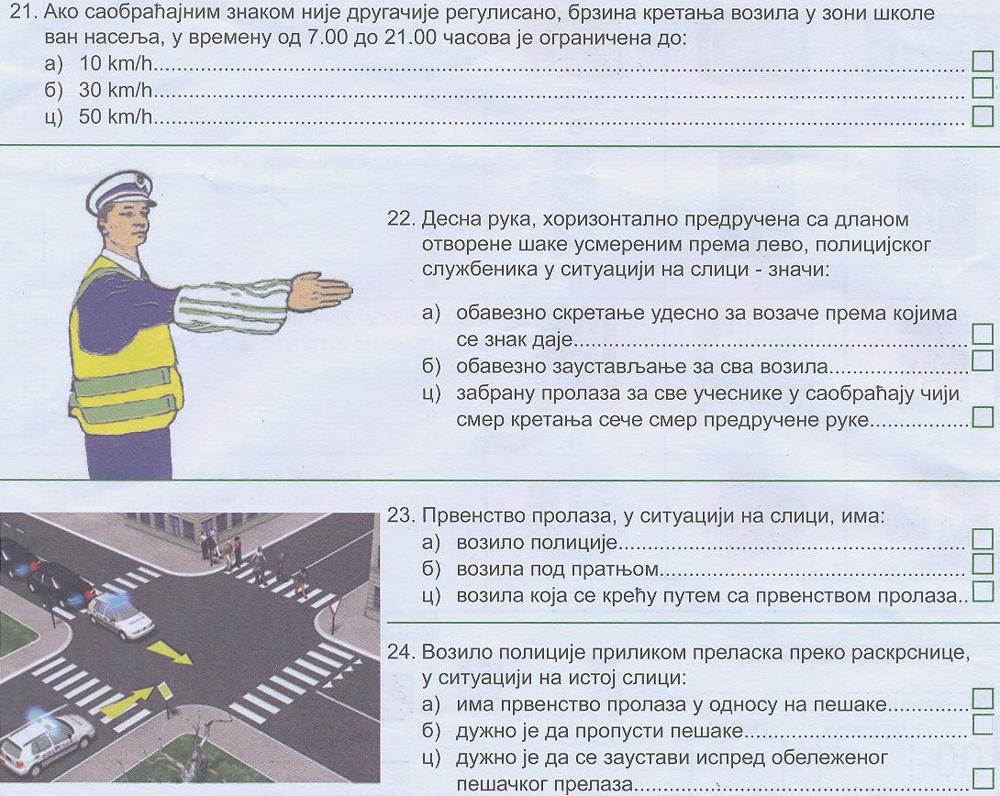 21. Ако саобраћајним знаком није другачије регулисано, брзина кретања возила у зони школе
ван насеља, у времену од 7.00 до 21.00 часова је ограничена до:
а) 10 km/h
б) 30 km/h
ц) 50 km/h
22. Десна рука, хоризонтално предручена са дланом
отворене шаке усмереним према лево, полицијског
службеника у ситуацији на слици - значи:
а) обавезно скретање удесно за возаче према којима
се знак даје
б) обавезно заустављање за сва возила
ц) забрану пролаза за све учеснике у саобраћају чији
смер кретања сече смер предручене руке
23. Првенство пролаза, у ситуацији на слици, има:
а) возило полиције
б) возила под пратњом
ц) возила која се крећу путем са првенством пролаза..
24. Возило полиције приликом преласка преко раскрснице,
у ситуацији на истој слици:
а) има првенство пролаза у односу на пешаке
б) дужно је да пропусти пешаке
ц) дужно је да се заустави испред обележеног
пешачког прелаза